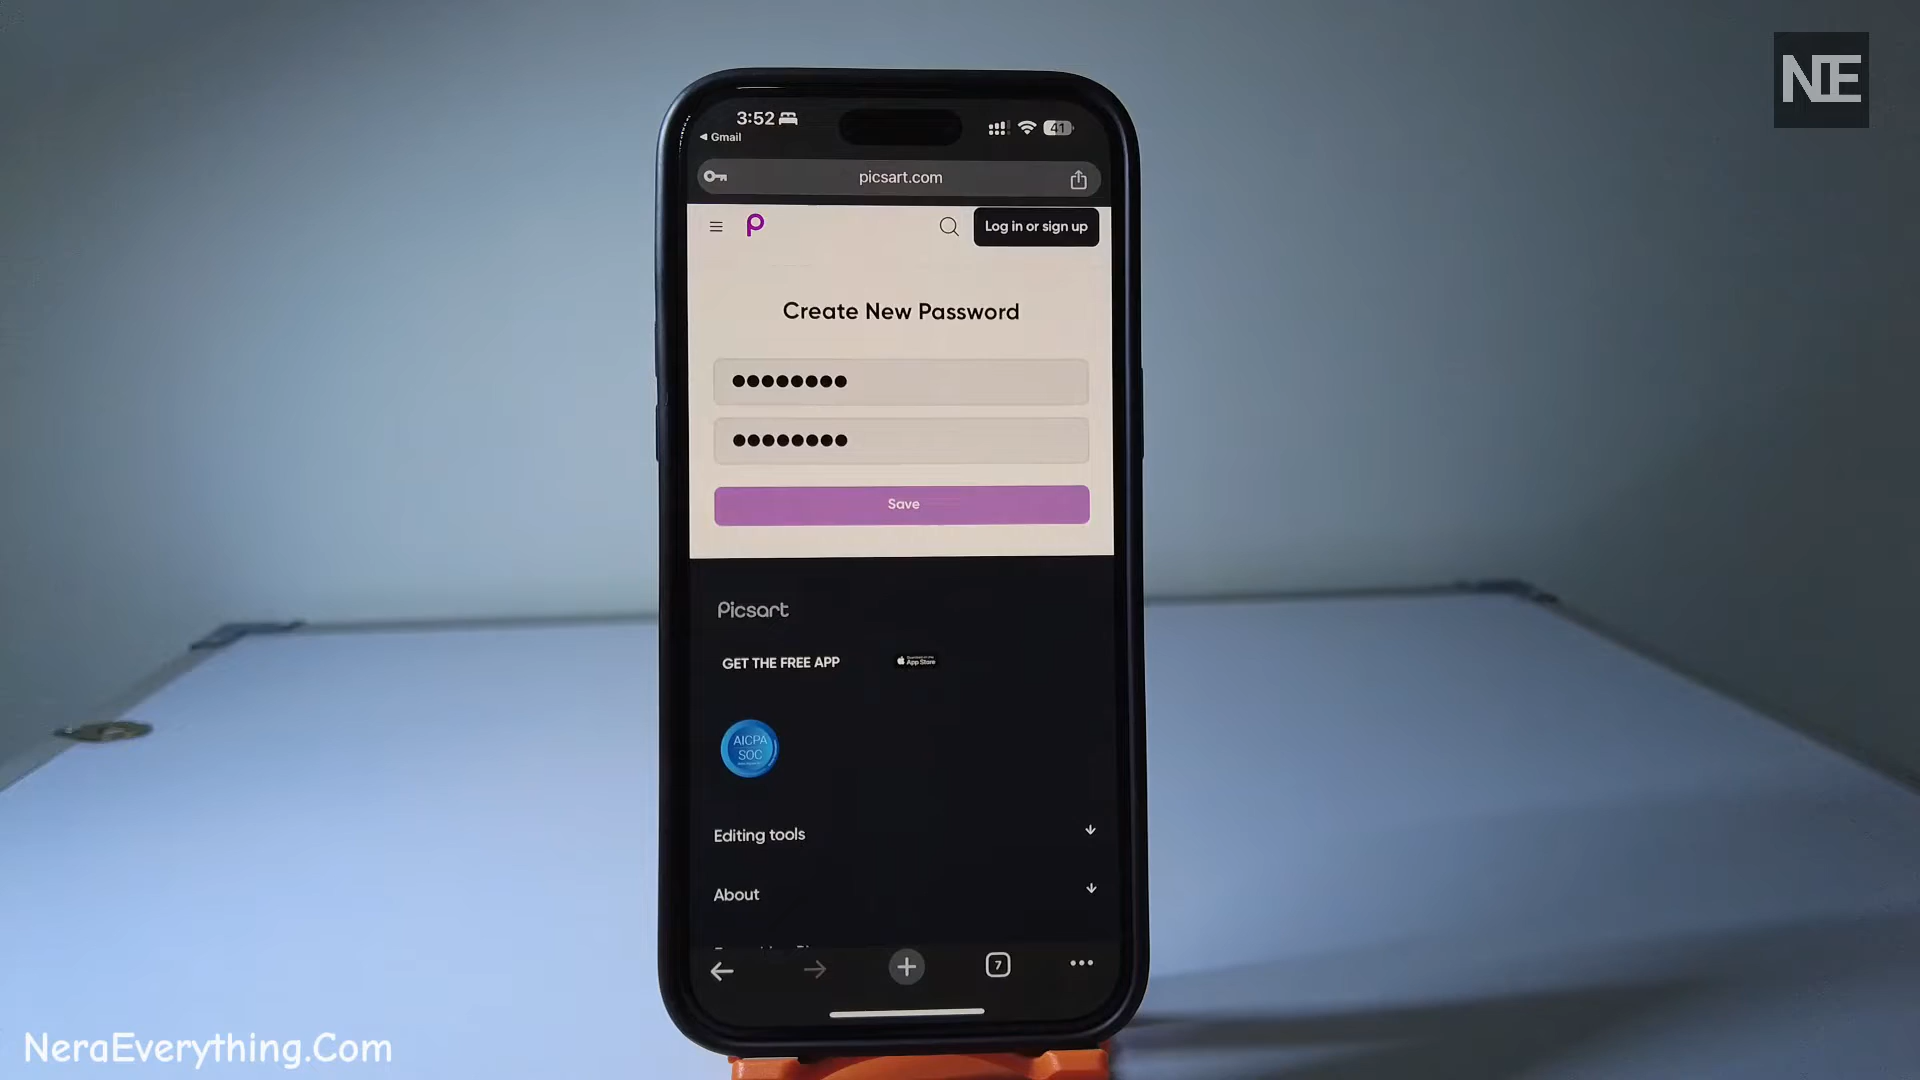 NE
3:52
41
Gmail
picsart.com
Log in or sign up
Create New Password
Save
Picsart
GET THE FREE APP
App Store
AICPA
SOC
Editing tools
About
7
NeraEverything.Com